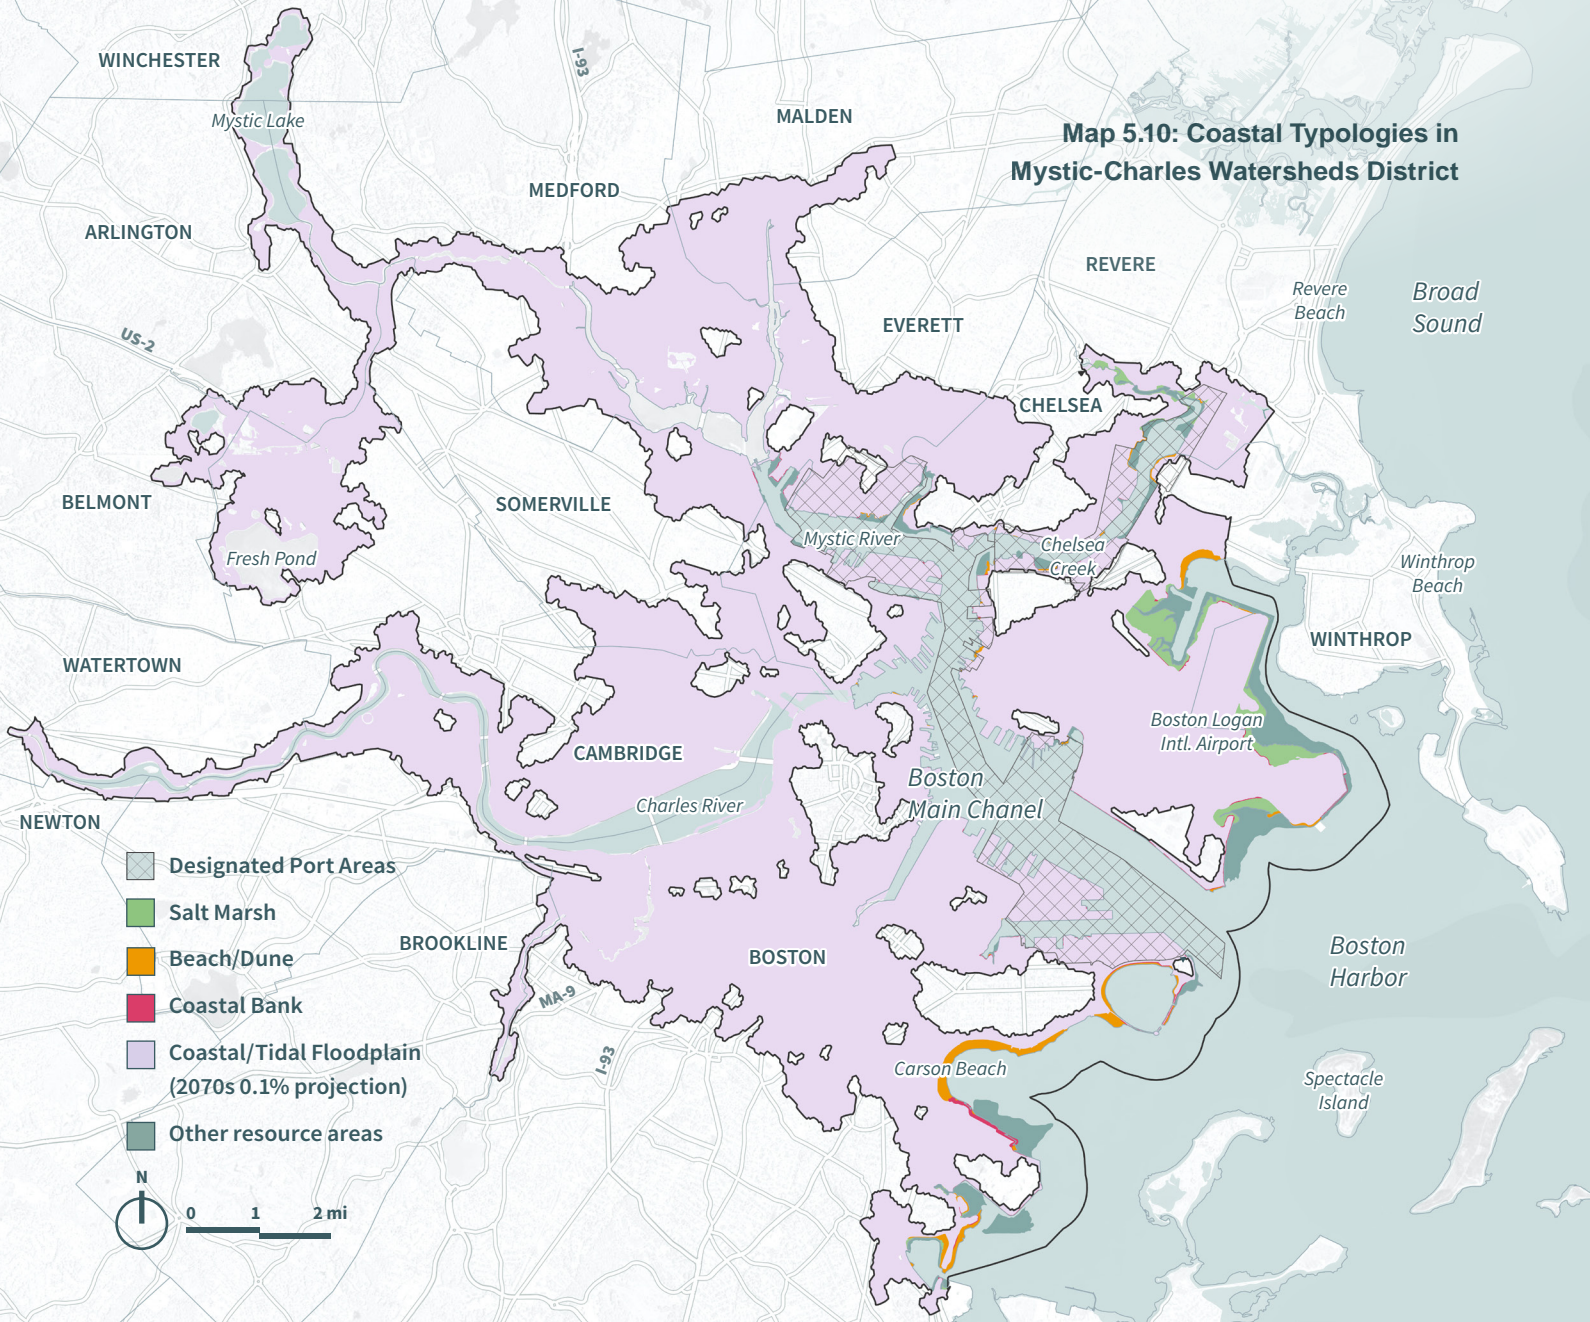 WINCHESTER
I-93
Mystic Lake
MALDEN
Map 5.10: Coastal Typologies in
Mystic-Charles Watersheds District
MEDFORD
ARLINGTON
REVERE
Revere
Beach
Broad
Sound
EVERETT
US-2
CHELSEA
BELMONT
SOMERVILLE
Mystic River
Chelsea
Creek
Fresh Pond
Winthrop
Beach
WINTHROP
WATERTOWN
Boston Logan
Intl. Airport
CAMBRIDGE
Boston
Main Chanel
Charles River
NEWTON
Designated Port Areas
Salt Marsh
Beach/Dune
Coastal Bank
Coastal/Tidal Floodplain
(2070s 0.1% projection)
Other resource areas
BROOKLINE
BOSTON
Boston
Harbor
MA-9
I-93
Carson Beach
Spectacle
Island
N
0 1 2 mi